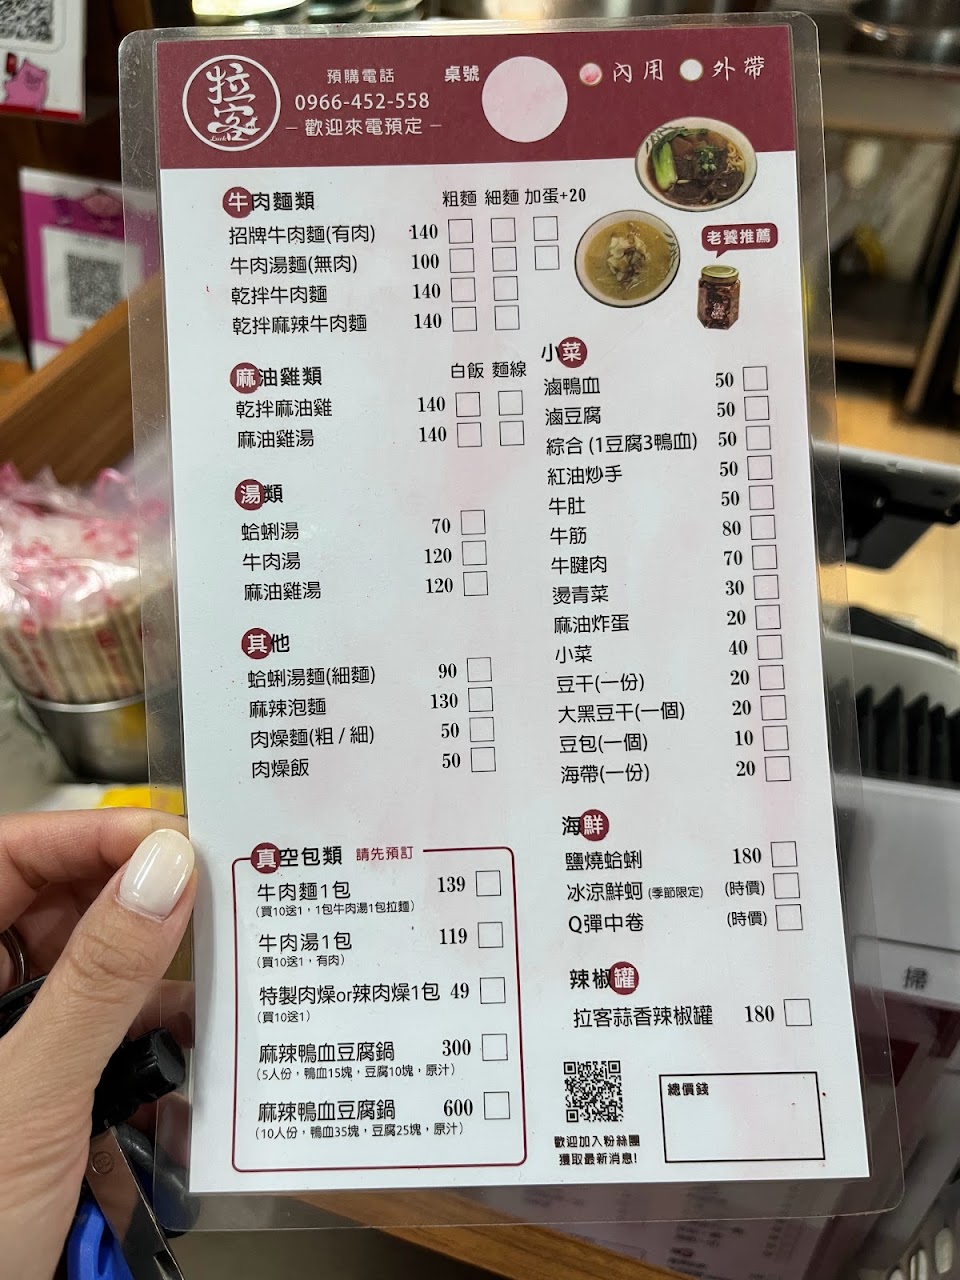 拉客
Lack
預購電話
0966-452-558
– 歡迎來電預定 –
桌號
內用 外帶
老饕推薦
牛肉麵類 粗麵 細麵 加蛋+20
招牌牛肉麵(有肉) 140
牛肉湯麵(無肉) 100
乾拌牛肉麵 140
乾拌麻辣牛肉麵 140
麻油雞類 白飯 麵線
乾拌麻油雞 140
麻油雞湯 140
湯類
蛤蜊湯 70
牛肉湯 120
麻油雞湯 120
其他
蛤蜊湯麵(細麵) 90
麻辣泡麵 130
肉燥麵(粗 / 細) 50
肉燥飯 50
真空包類 請先預訂
牛肉麵1包 139
(買10送1，1包牛肉湯1包拉麵)
牛肉湯1包 119
(買10送1，有肉)
特製肉燥or辣肉燥1包 49
(買10送1)
麻辣鴨血豆腐鍋 300
(5人份，鴨血15塊，豆腐10塊，原汁)
麻辣鴨血豆腐鍋 600
(10人份，鴨血35塊，豆腐25塊，原汁)
小菜
滷鴨血 50
滷豆腐 50
綜合 (1豆腐3鴨血) 50
紅油炒手 50
牛肚 50
牛筋 80
牛腱肉 70
燙青菜 30
麻油炸蛋 20
小菜 40
豆干(一份) 20
大黑豆干(一個) 20
豆包(一個) 10
海帶(一份) 20
海鮮
鹽燒蛤蜊 180
冰涼鮮蚵 (季節限定) (時價)
Q彈中卷 (時價)
辣椒罐
拉客蒜香辣椒罐 180
歡迎加入粉絲團
獲取最新消息!
總價錢
掃